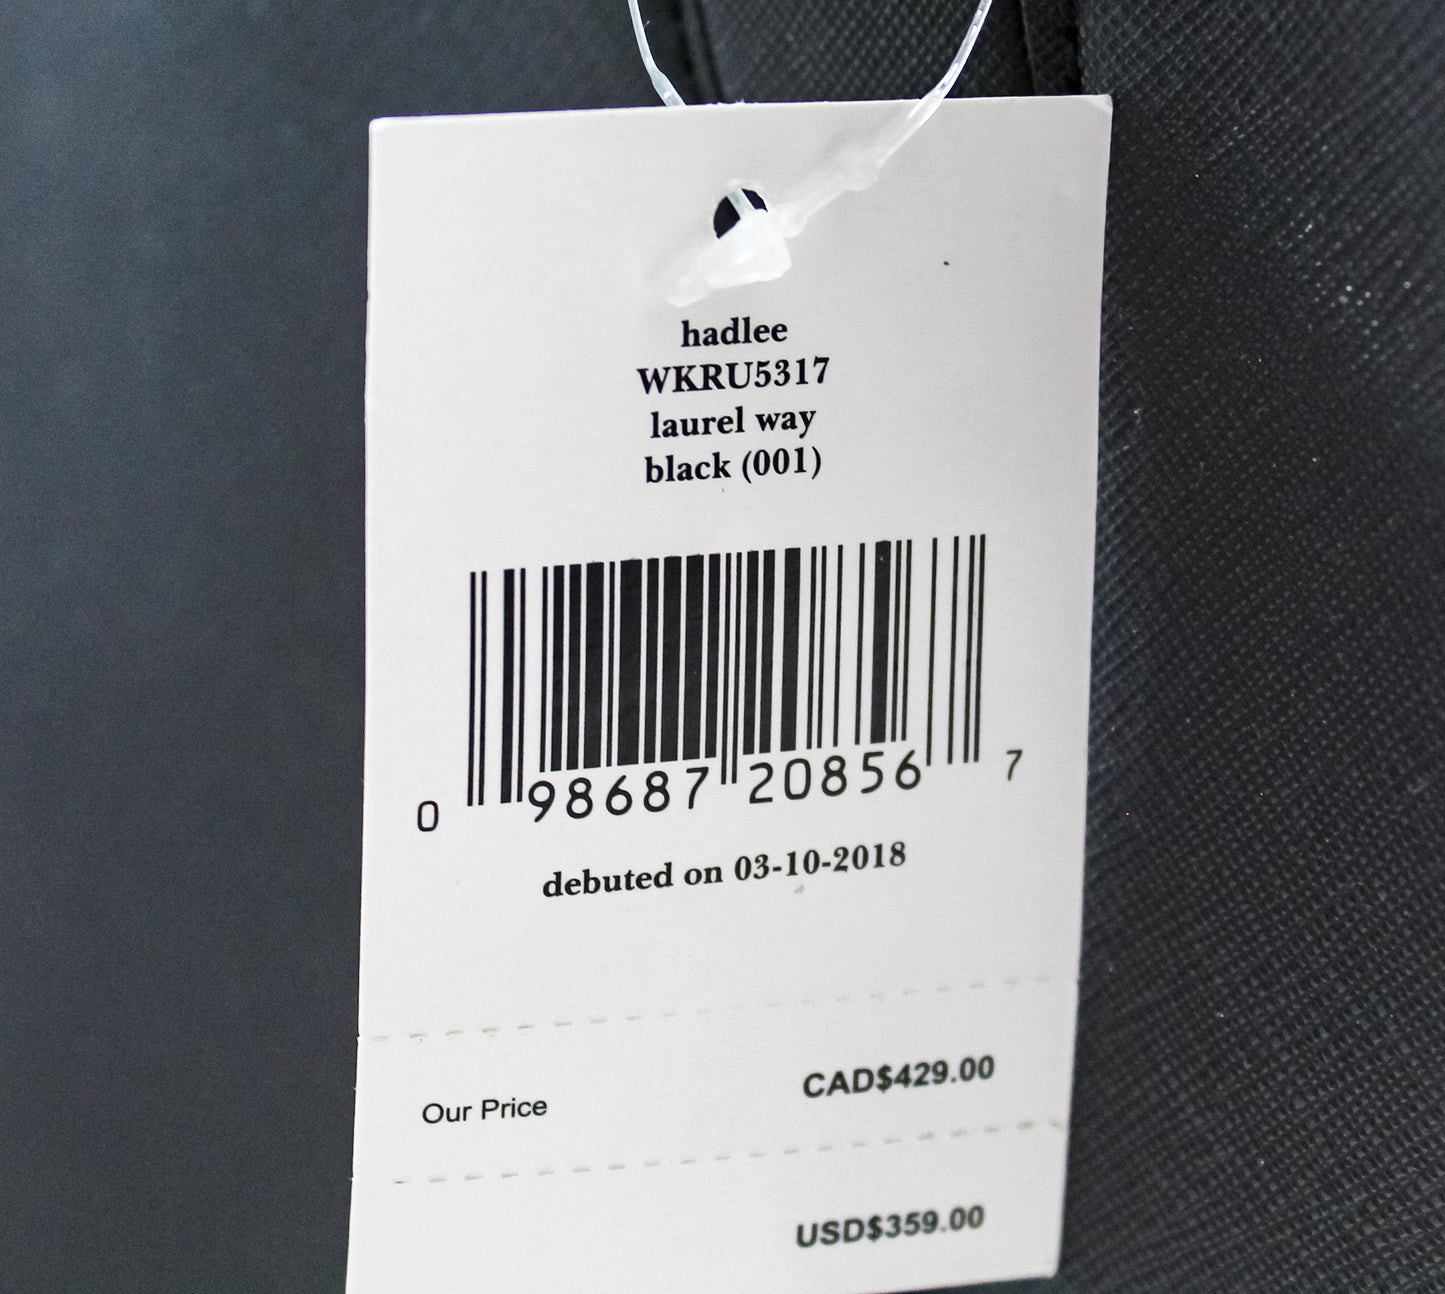 hadlee
WKRU5317
laurel way
black (001)
0 98687 20856 7
debuted on 03-10-2018
CAD$429.00
Our Price
USD$359.00